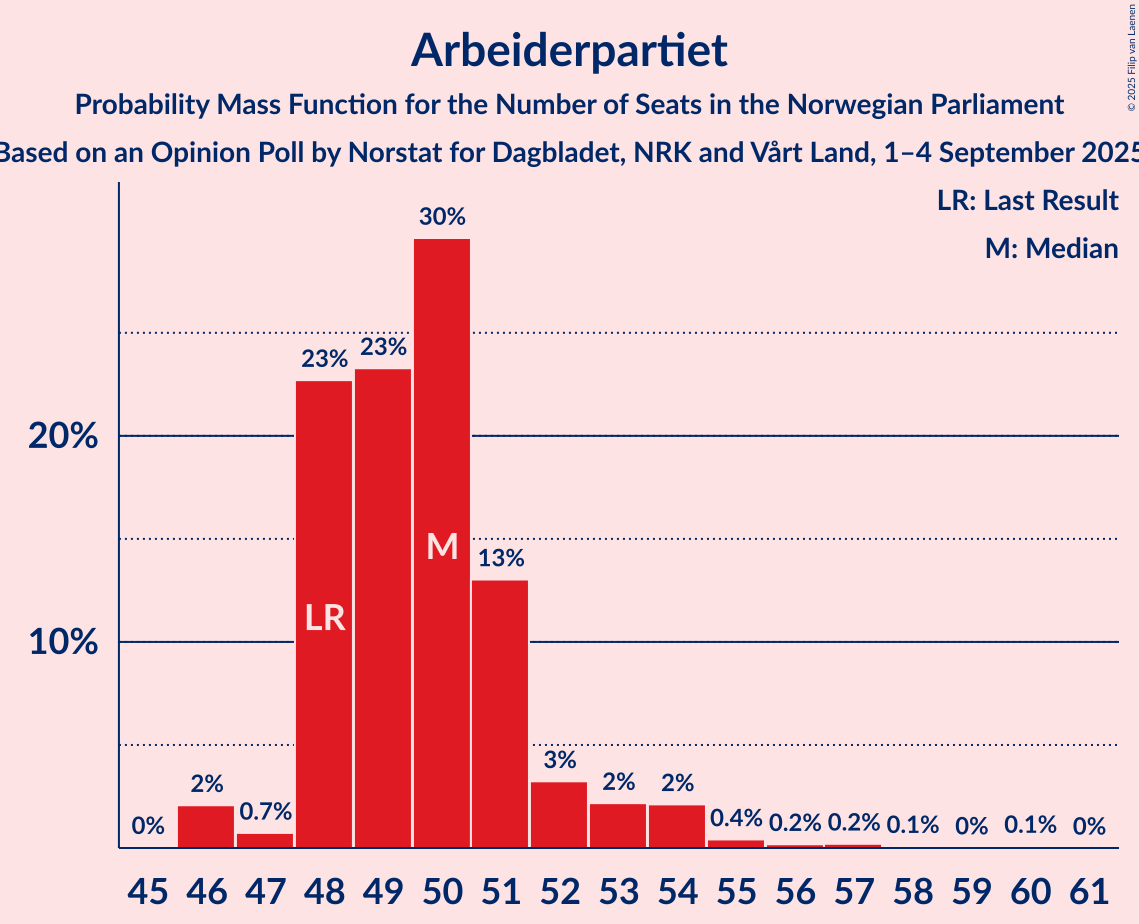 © 2025 Filip van Laenen
Arbeiderpartiet
Probability Mass Function for the Number of Seats in the Norwegian Parliament
Based on an Opinion Poll by Norstat for Dagbladet, NRK and Vårt Land, 1–4 September 2025
LR: Last Result
M: Median
30%
23% 23%
20%
M
13%
LR
10%
3%
2% 2% 2%
0% 0.7% 0.4% 0.2% 0.2% 0.1% 0% 0.1% 0%
45 46 47 48 49 50 51 52 53 54 55 56 57 58 59 60 61